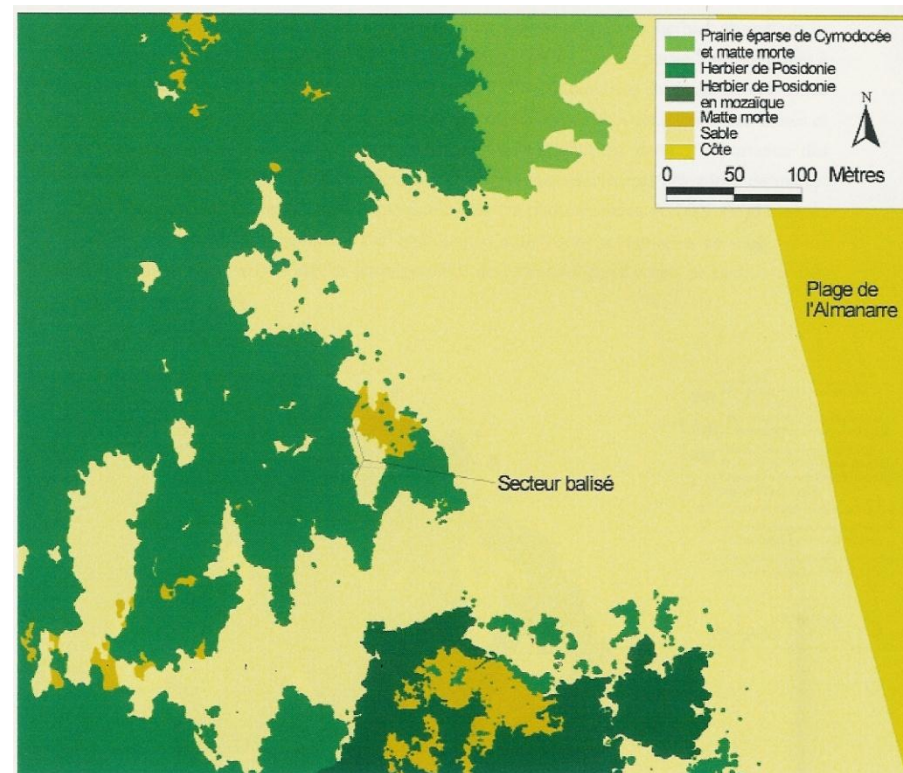 Prairie éparse de Cymodocée
et matte morte
Herbier de Posidonie
Herbier de Posidonie
en mozaïque
Matte morte
Sable
Côte
N
0 50 100 Mètres
Plage de
l'Almanarre
Secteur balisé